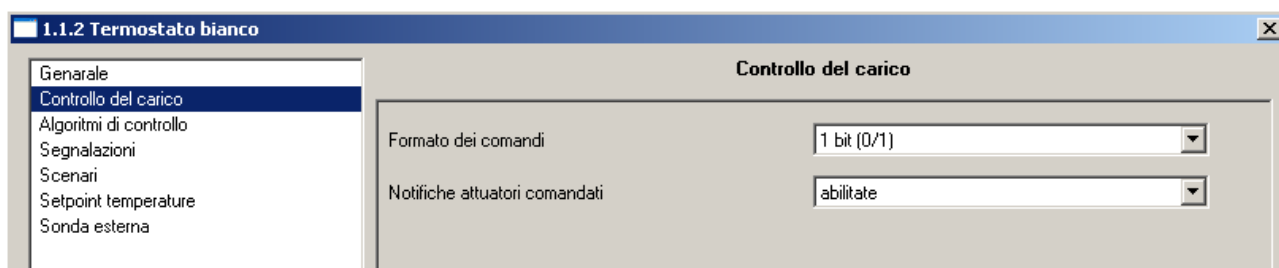 1.1.2 Termostato bianco
Genarale
Controllo del carico
Algoritmi di controllo
Segnalazioni
Scenari
Setpoint temperature
Sonda esterna
Controllo del carico
Formato dei comandi
1 bit (0/1)
Notifiche attuatori comandati
abilitate